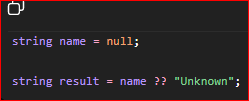 string name = null;
string result = name ?? "Unknown";